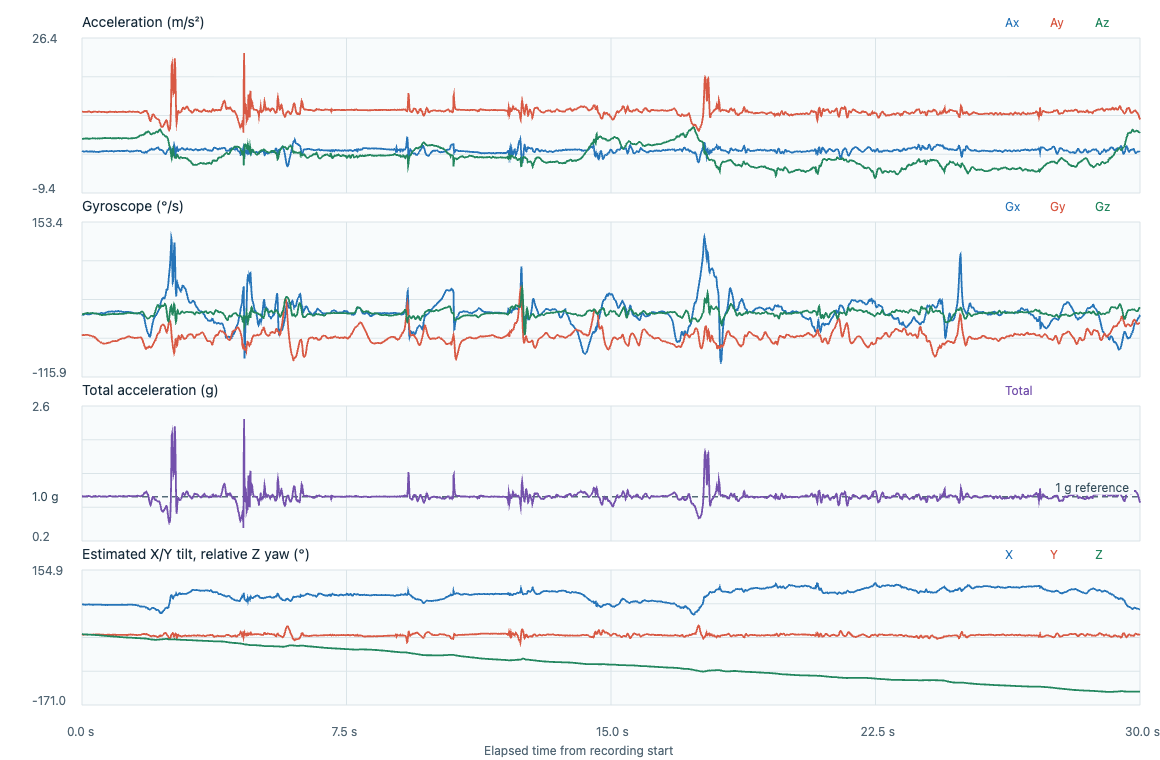 Acceleration (m/s²) Ax Ay Az
26.4
-9.4
Gyroscope (°/s) Gx Gy Gz
153.4
-115.9
Total acceleration (g) Total
2.6
1.0 g
1 g reference
0.2
Estimated X/Y tilt, relative Z yaw (°) X Y Z
154.9
-171.0
0.0 s 7.5 s 15.0 s 22.5 s 30.0 s
Elapsed time from recording start